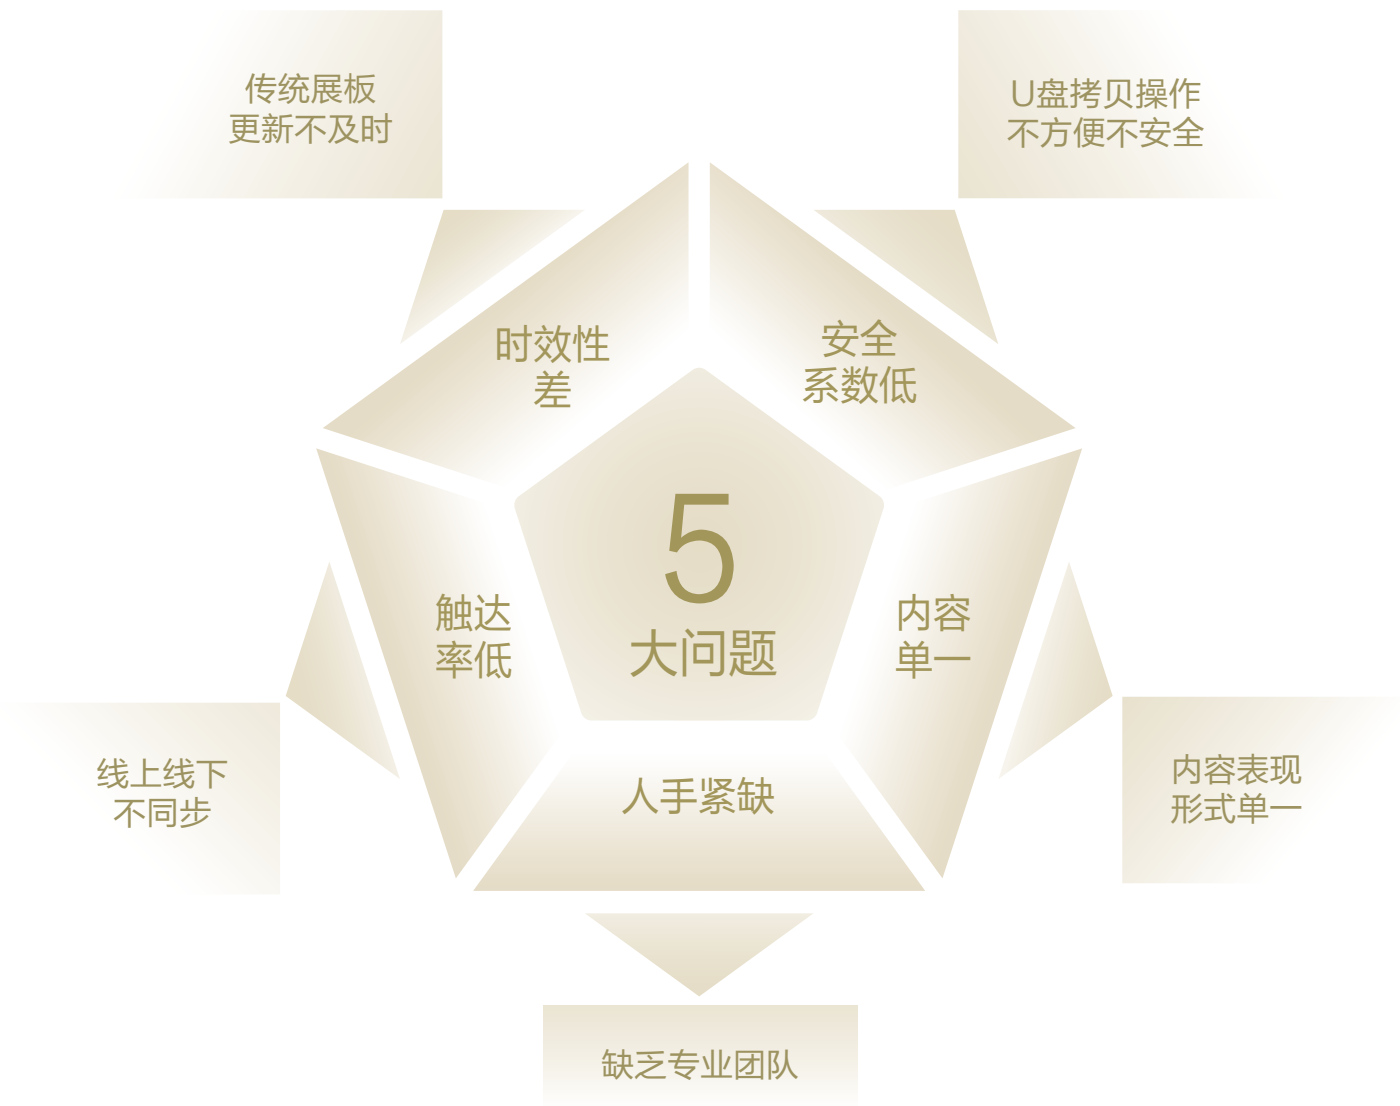 传统展板
更新不及时
U盘拷贝操作
不方便不安全
时效性
差
安全
系数低
5
大问题
触达
率低
内容
单一
人手紧缺
线上线下
不同步
内容表现
形式单一
缺乏专业团队